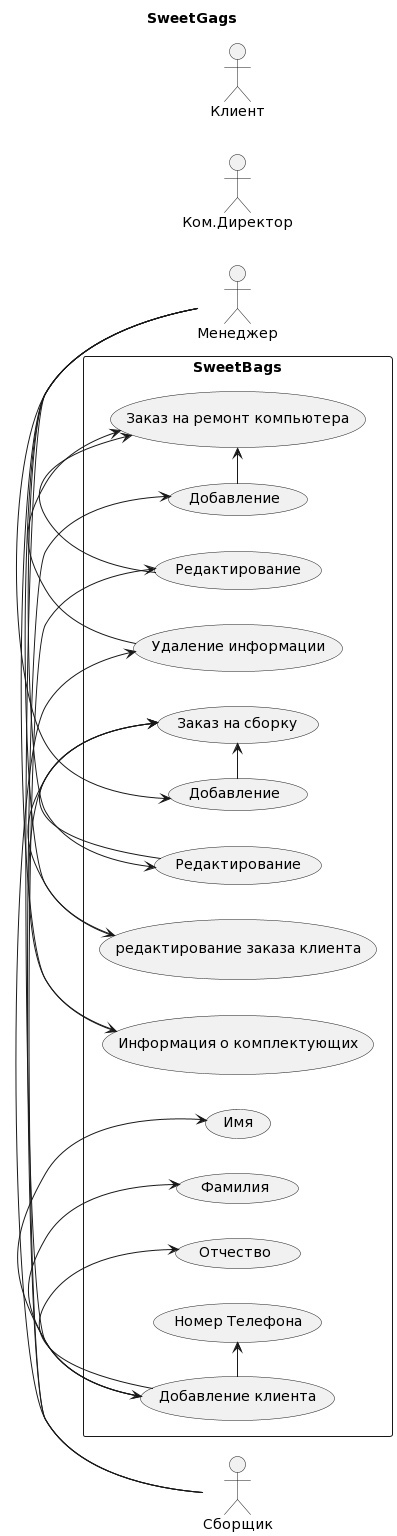 SweetGags
Клиент
Ком.Директор
Менеджер
SweetBags
Заказ на ремонт компьютера
Добавление
Редактирование
Удаление информации
Заказ на сборку
Добавление
Редактирование
редактирование заказа клиента
Информация о комплектующих
Имя
Фамилия
Отчество
Номер Телефона
Добавление клиента
Сборщик